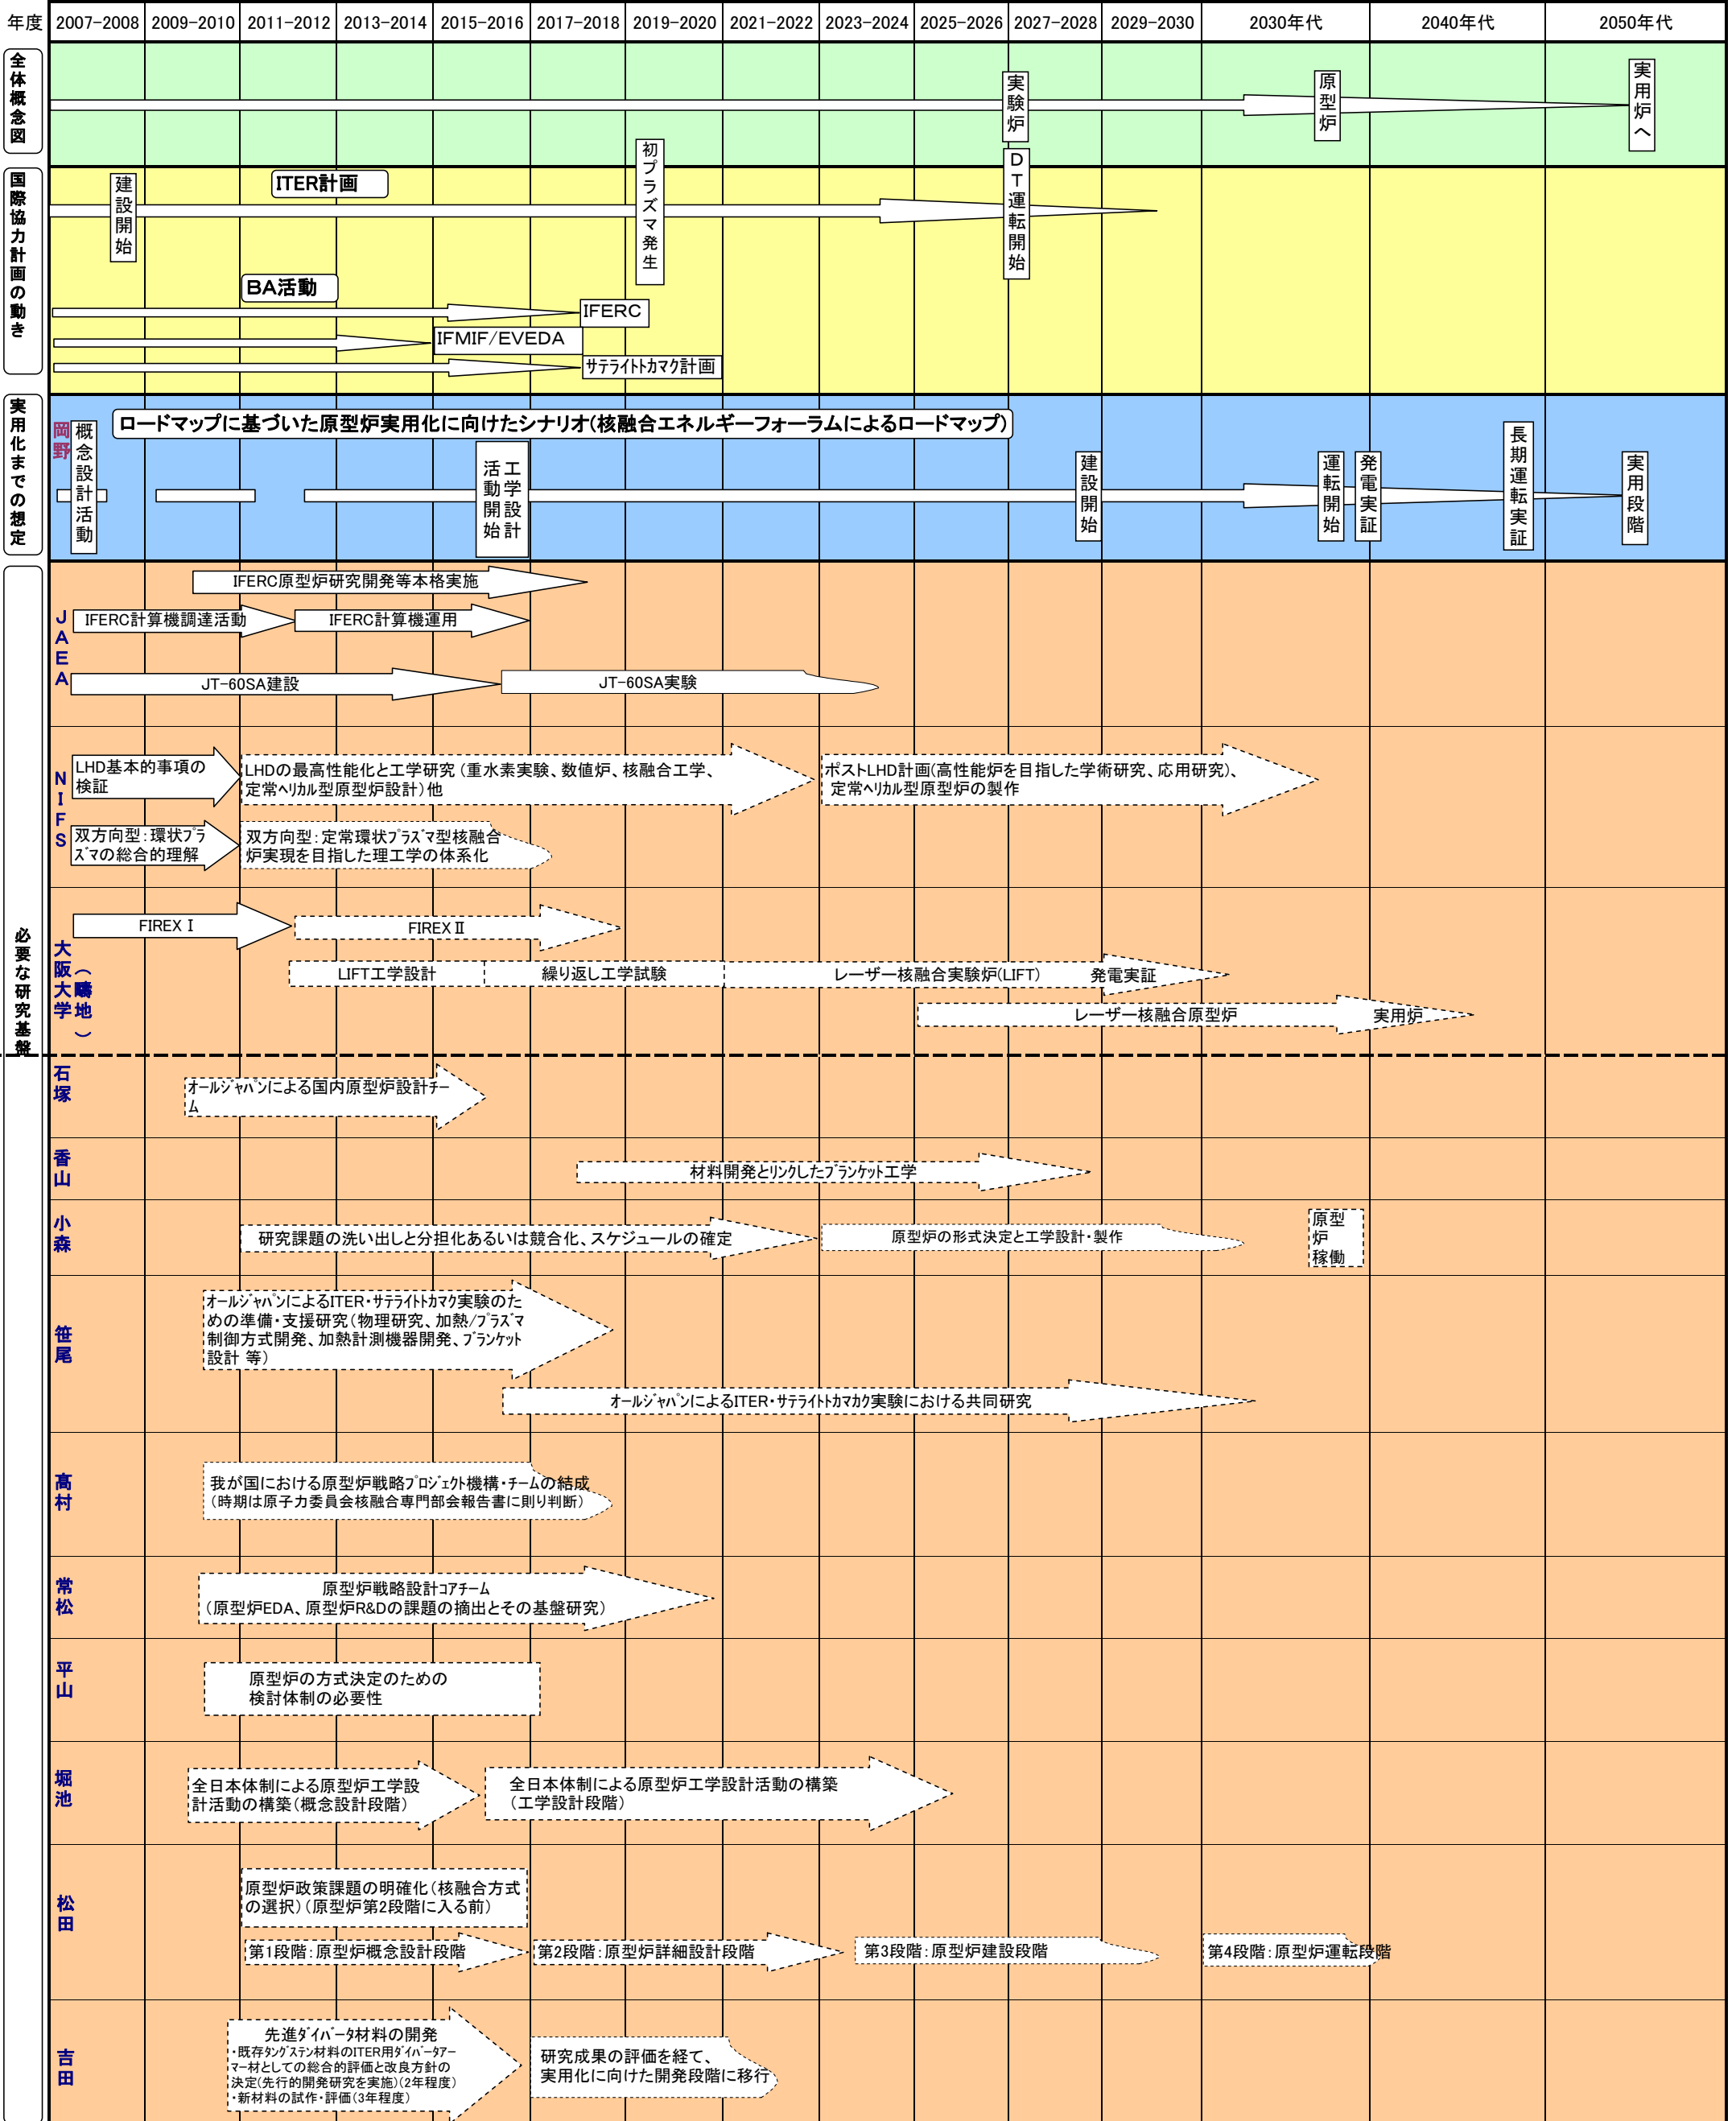 年度
2007-2008
2009-2010
2011-2012
2013-2014
2015-2016
2017-2018
2019-2020
2021-2022
2023-2024
2025-2026
2027-2028
2029-2030
2030年代
2040年代
2050年代
全体概念図
実験炉
原型炉
実用炉へ
国際協力計画の動き
建設開始
ITER計画
初プラズマ発生
DT運転開始
BA活動
IFERC
IFMIF/EVEDA
ｻﾃﾗｲﾄﾄｶﾏｸ計画
実用化までの想定
岡野
概念設計活動
ロードマップに基づいた原型炉実用化に向けたシナリオ(核融合エネルギーフォーラムによるロードマップ)
工学設計
活動開始
建設開始
運転開始
発電実証
長期運転実証
実用段階
必要な研究基盤
JAEA
IFERC原型炉研究開発等本格実施
IFERC計算機調達活動
IFERC計算機運用
JT-60SA建設
JT-60SA実験
NIFS
LHD基本的事項の
検証
LHDの最高性能化と工学研究（重水素実験、数値炉、核融合工学、
定常ﾍﾘｶﾙ型原型炉設計）他
ポストLHD計画(高性能炉を目指した学術研究、応用研究)、
定常ﾍﾘｶﾙ型原型炉の製作
双方向型：環状ﾌﾟﾗ
ｽﾞﾏの総合的理解
双方向型：定常環状ﾌﾟﾗｽﾞﾏ型核融合
炉実現を目指した理工学の体系化
大阪大学
FIREX Ⅰ
FIREX Ⅱ
LIFT工学設計
繰り返し工学試験
レーザー核融合実験炉(LIFT)
発電実証
レーザー核融合原型炉
実用炉
石塚
ｵｰﾙｼﾞｬﾊﾟﾝによる国内原型炉設計ﾁｰ
ﾑ
香山
材料開発とﾘﾝｸしたﾌﾞﾗﾝｹｯﾄ工学
小森
研究課題の洗い出しと分担化あるいは競合化、スケジュールの確定
原型炉の形式決定と工学設計・製作
原型
炉
稼働
笹尾
ｵｰﾙｼﾞｬﾊﾟﾝによるITER・ｻﾃﾗｲﾄﾄｶﾏｸ実験のた
めの準備・支援研究（物理研究、加熱/ﾌﾟﾗｽﾞﾏ
制御方式開発、加熱計測機器開発、ﾌﾞﾗﾝｹｯﾄ
設計 等）
ｵｰﾙｼﾞｬﾊﾟﾝによるITER・ｻﾃﾗｲﾄﾄｶﾏｶｸ実験における共同研究
高村
我が国における原型炉戦略ﾌﾟﾛｼﾞｪｸﾄ機構・ﾁｰﾑの結成
（時期は原子力委員会核融合専門部会報告書に則り判断）
常松
原型炉戦略設計ｺｱﾁｰﾑ
（原型炉EDA、原型炉R&Dの課題の摘出とその基盤研究）
平山
原型炉の方式決定のための
検討体制の必要性
堀池
全日本体制による原型炉工学設
計活動の構築（概念設計段階）
全日本体制による原型炉工学設計活動の構築
（工学設計段階）
松田
原型炉政策課題の明確化（核融合方式
の選択）（原型炉第2段階に入る前）
第1段階：原型炉概念設計段階
第2段階：原型炉詳細設計段階
第3段階：原型炉建設段階
第4段階：原型炉運転段階
吉田
先進ﾀﾞｲﾊﾞｰﾀ材料の開発
・既存ﾀﾝｸﾞｽﾃﾝ材料のITER用ﾀﾞｲﾊﾞｰﾀｱｰ
ﾏｰ材としての総合的評価と改良方針の
決定(先行的開発研究を実施)(2年程度)
・新材料の試作・評価(3年程度)
研究成果の評価を経て、
実用化に向けた開発段階に移行